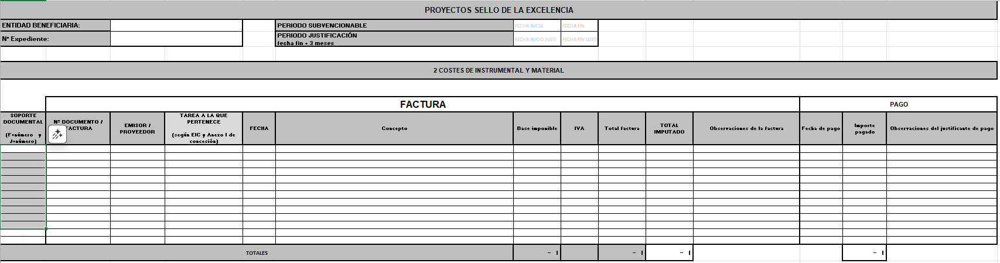 PROYECTOS SELLO DE LA EXCELENCIA
ENTIDAD BENEFICIARIA:
PERIODO SUBVENCIONABLE
FECHA INICIA
FECHA FIN
Nº Expediente:
PERIODO JUSTIFICACIÓN
fecha fin + 3 meses
FECHA INICIO JUSTI
FECHA FIN JUSTI
2 COSTES DE INSTRUMENTAL Y MATERIAL
FACTURA
PAGO
SOPORTE
DOCUMENTAL
(F+número y
J+número)
Nº DOCUMENTO /
FACTURA
EMISOR /
PROVEEDOR
TAREA A LA QUE
PERTENECE
(según EIC y Anexo I de
concesión)
FECHA
Concepto
Base imponible
IVA
Total factura
TOTAL
IMPUTADO
Observaciones de la factura
Fecha de pago
Importe
pagado
Observaciones del justificante de pago
TOTALES